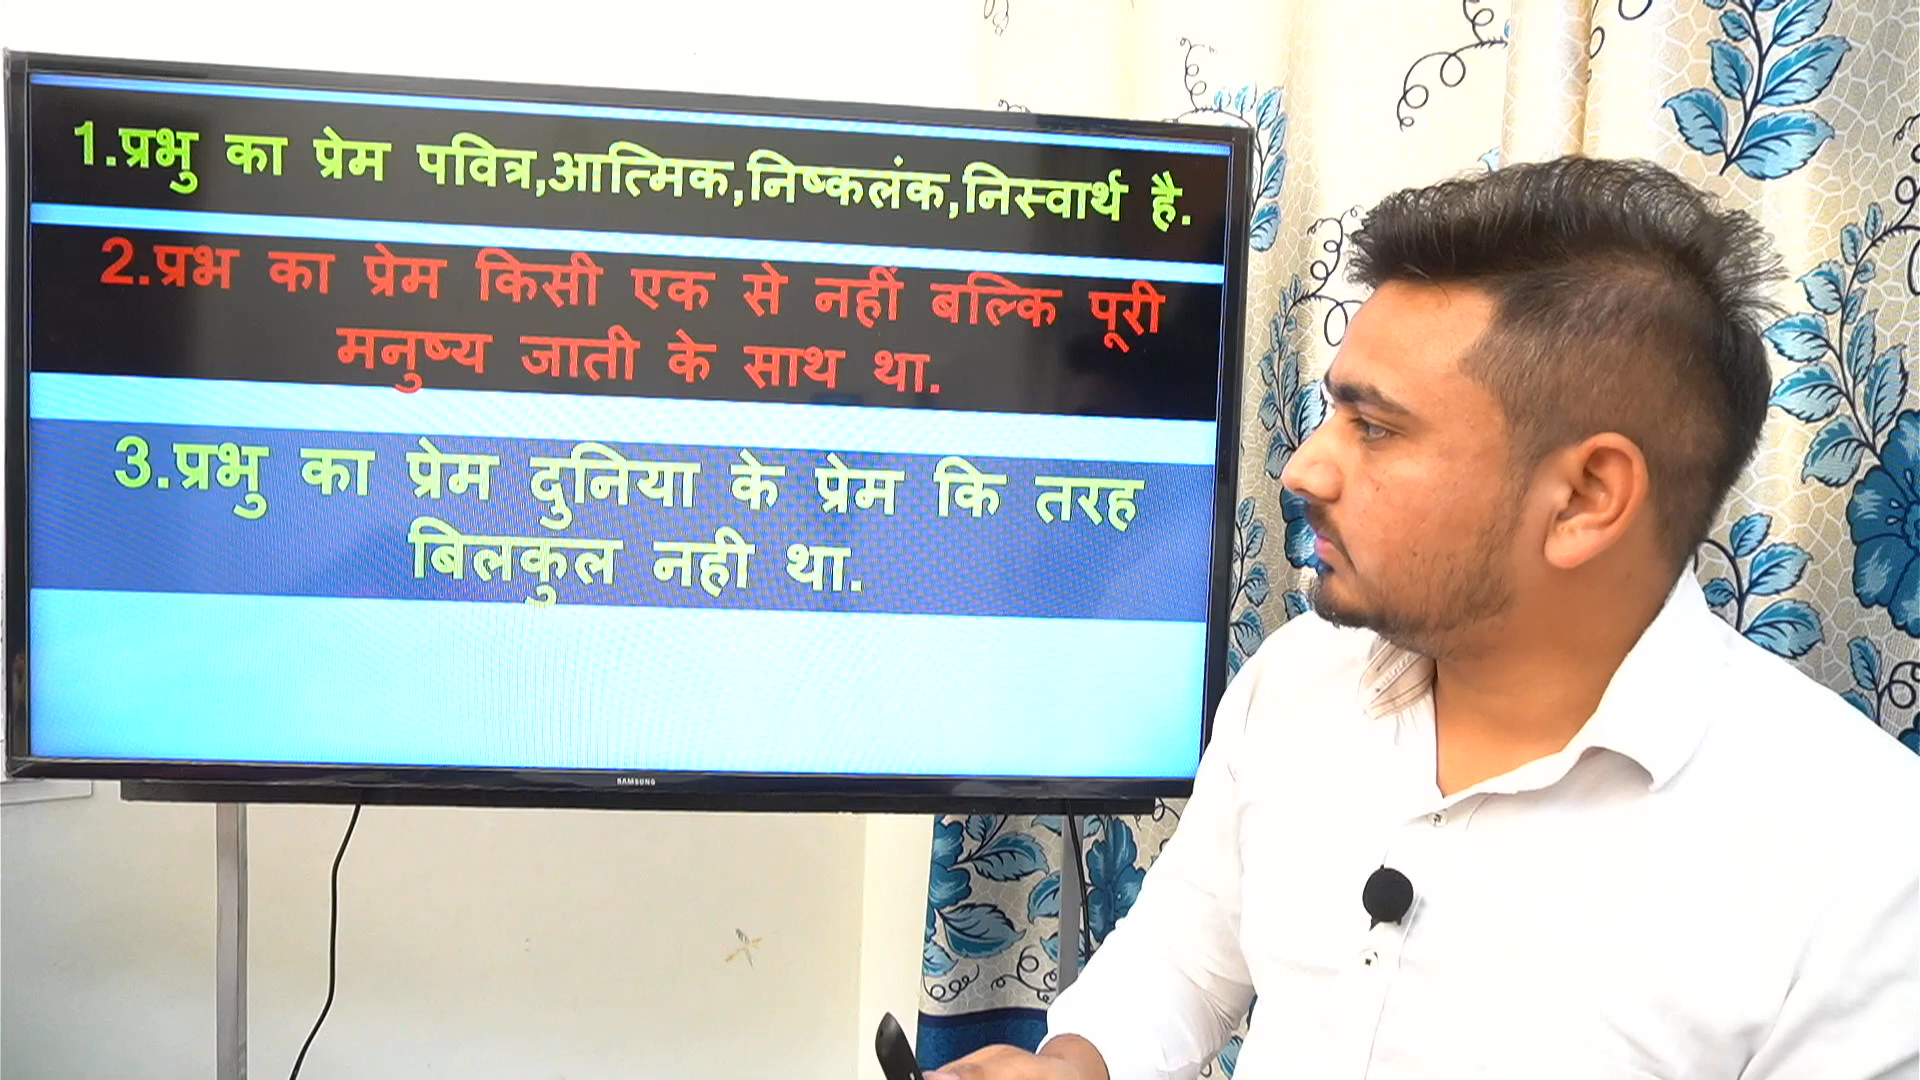 1.प्रभु का प्रेम पवित्र,आत्मिक,निष्कलंक,निस्वार्थ है.
2.प्रभ का प्रेम किसी एक से नहीं बल्कि पूरी
मनुष्य जाती के साथ था.
3.प्रभु का प्रेम दुनिया के प्रेम कि तरह
बिलकुल नही था.
SAMSUNG